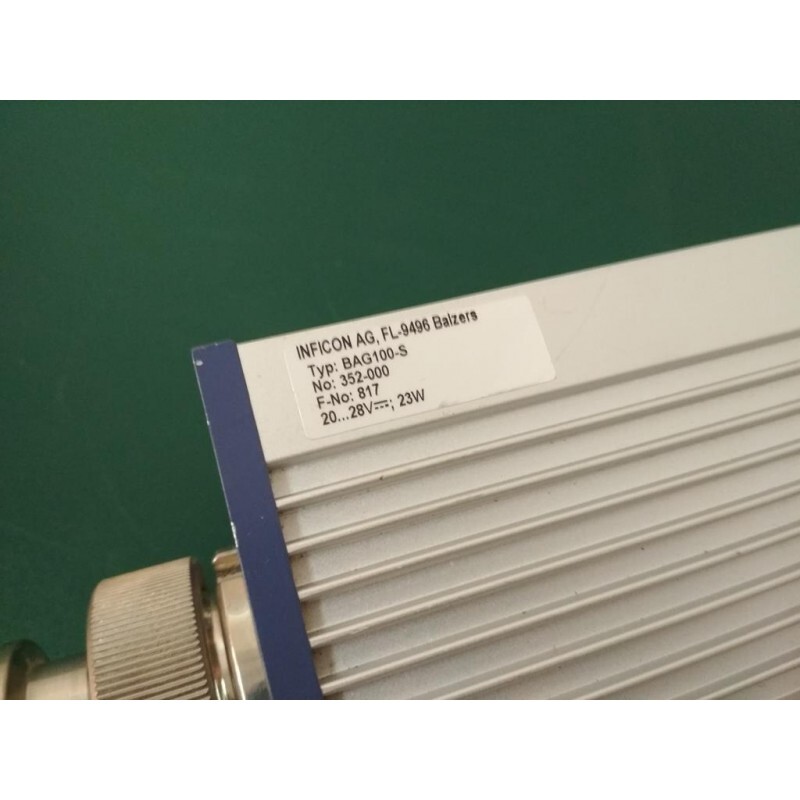 INFICON AG, FL-9496 Balzers
Typ: BAG100-S
No: 352-000
F-No: 817
20...28V⎓; 23W